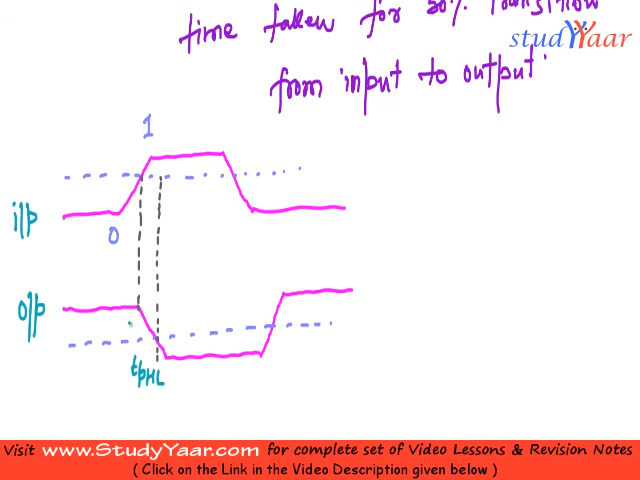 time taken for 50% transition
studYYaar
from input to output
1
i/p
0
o/p
tpHL
Visit www.StudyYaar.com for complete set of Video Lessons & Revision Notes
( Click on the Link in the Video Description given below )